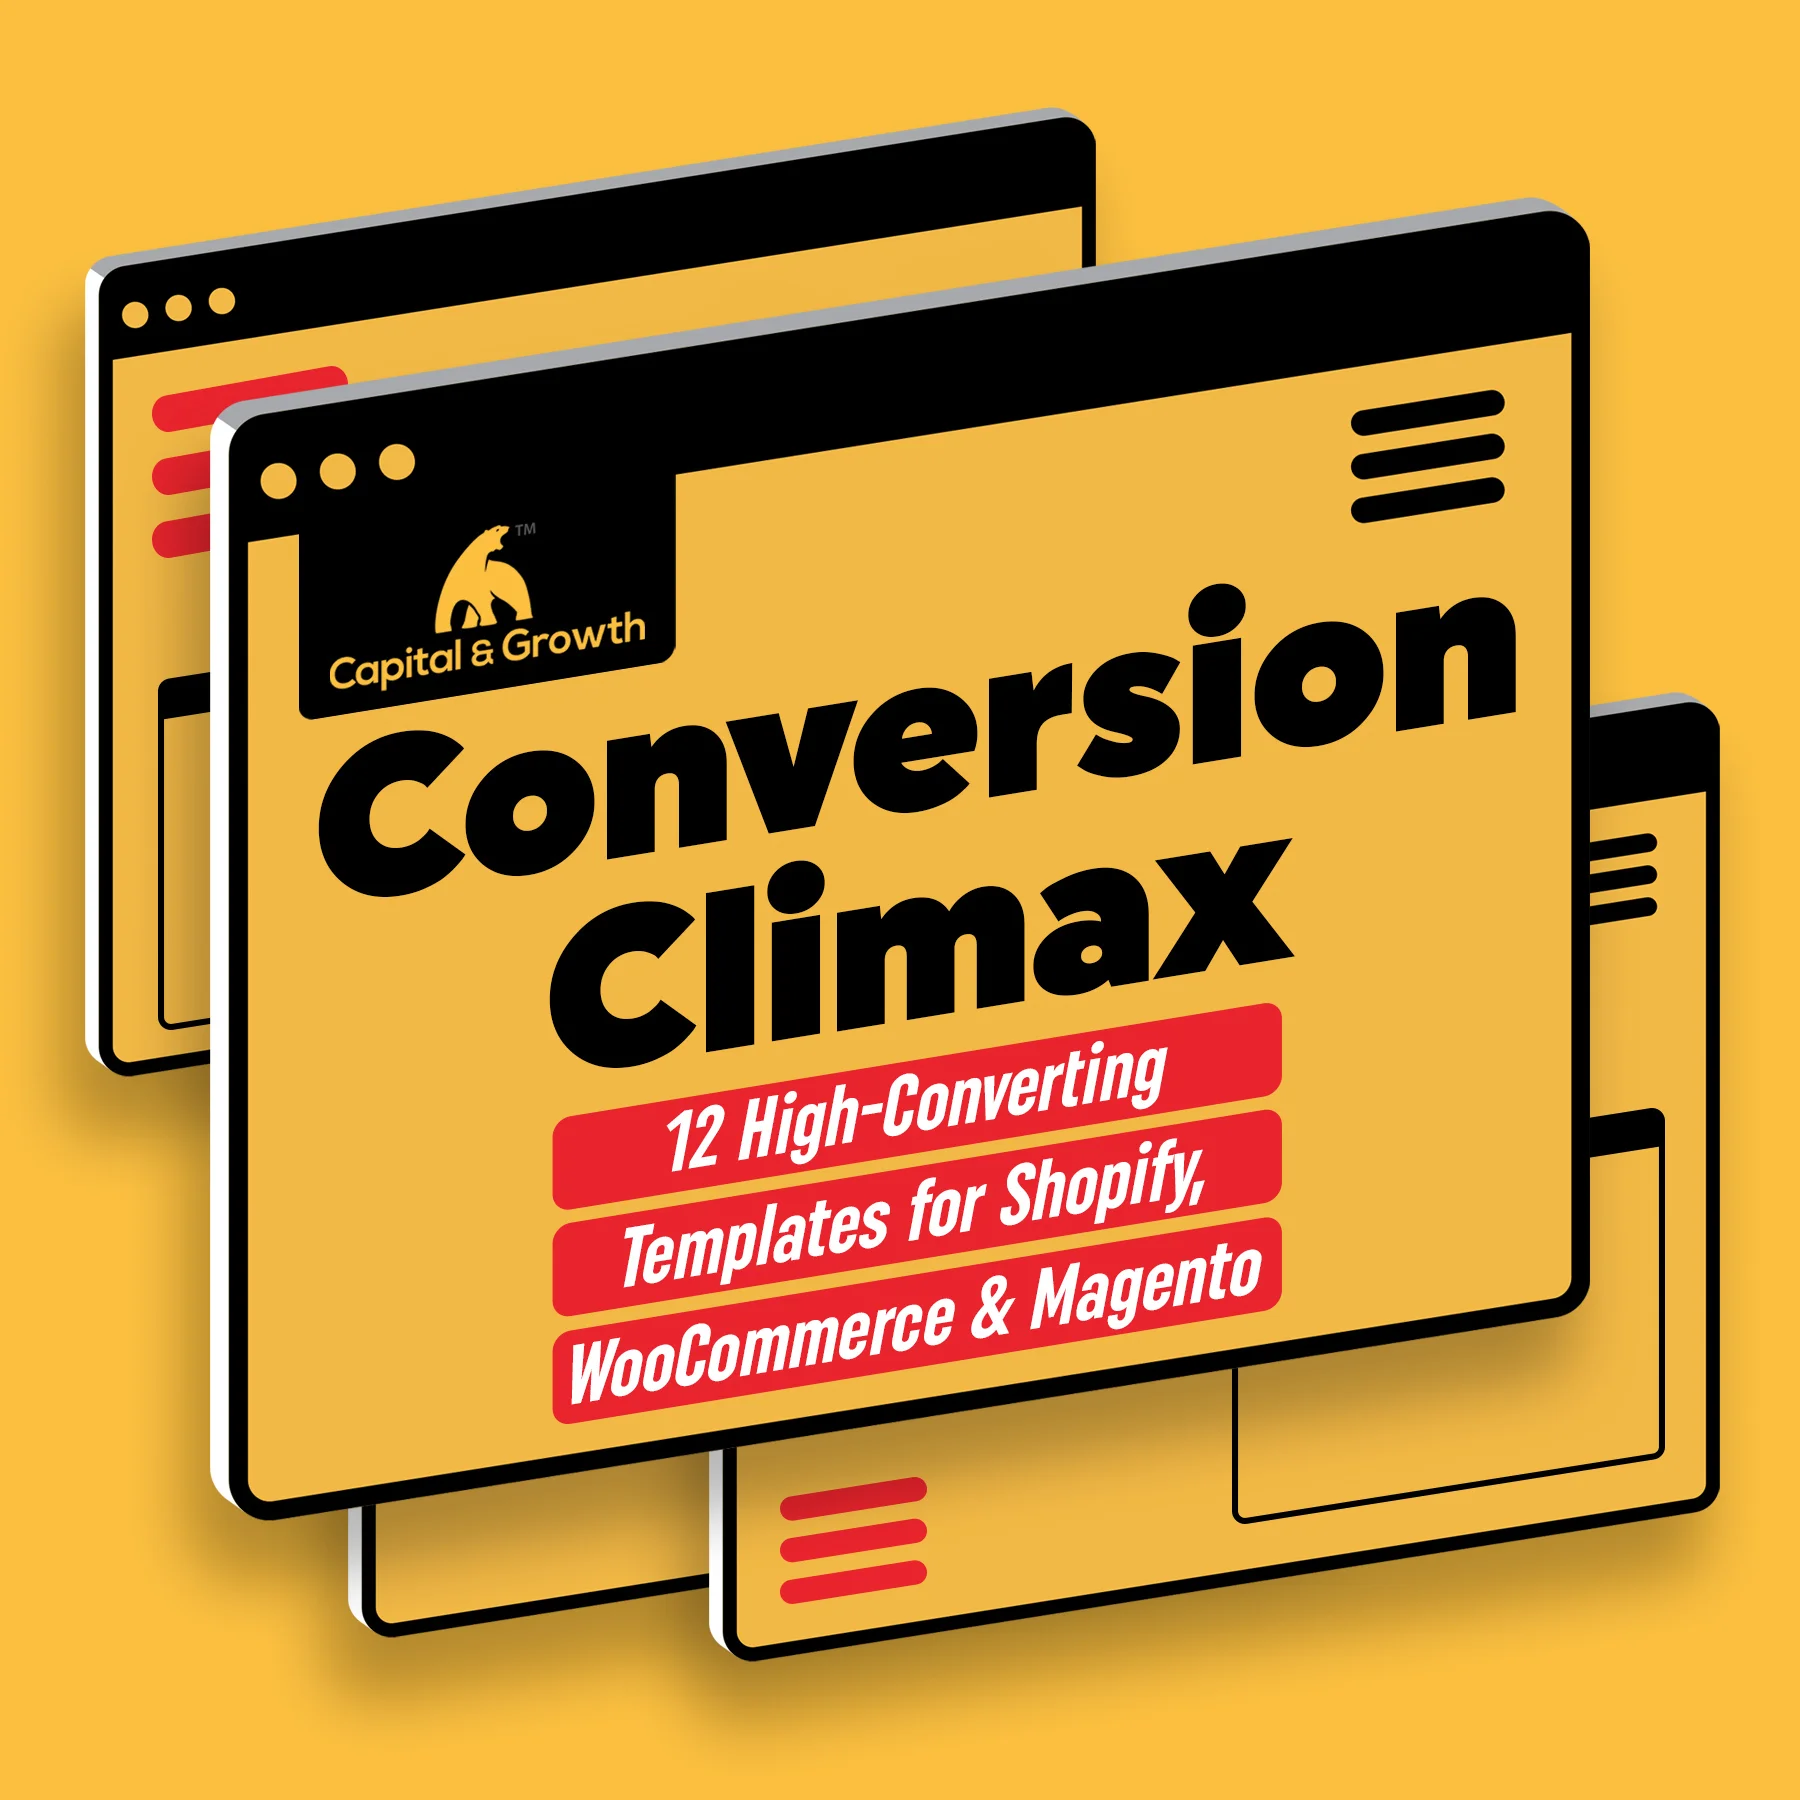 TM
Capital & Growth
Conversion
Climax
12 High-Converting
Templates for Shopify,
WooCommerce & Magento